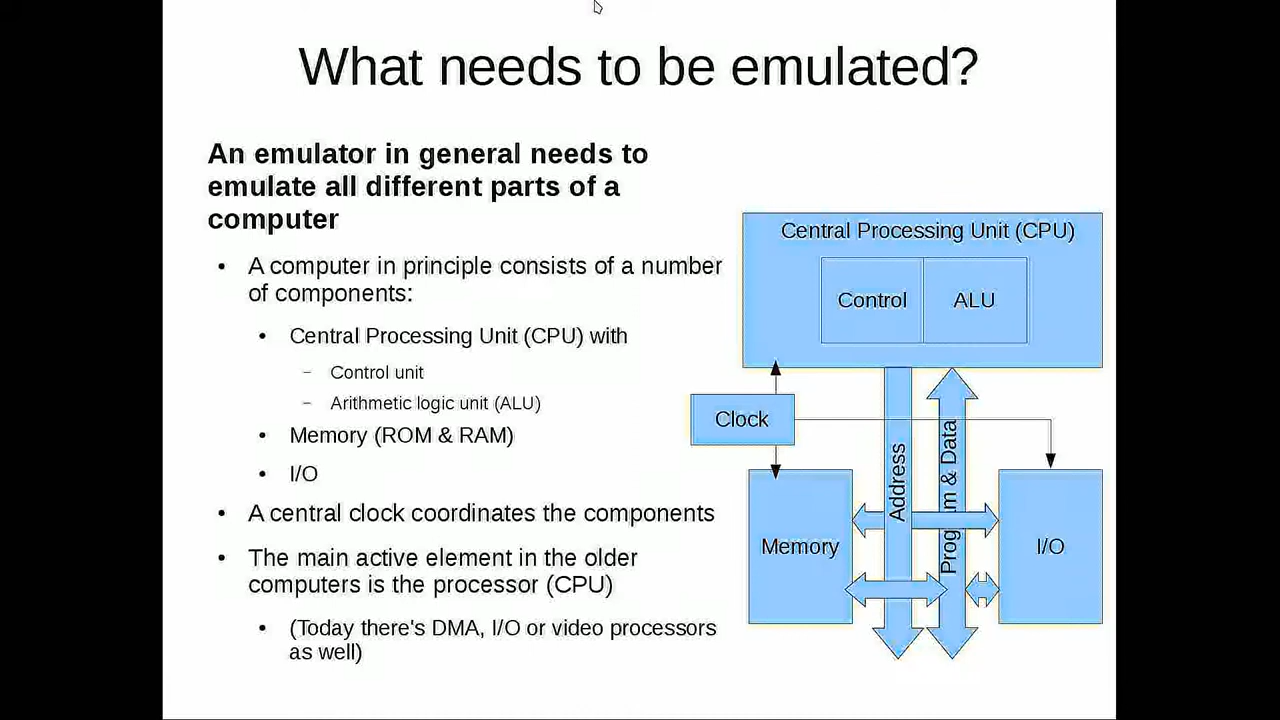 What needs to be emulated?
An emulator in general needs to
emulate all different parts of a
computer
• A computer in principle consists of a number
of components:
• Central Processing Unit (CPU) with
– Control unit
– Arithmetic logic unit (ALU)
• Memory (ROM & RAM)
• I/O
• A central clock coordinates the components
• The main active element in the older
computers is the processor (CPU)
• (Today there's DMA, I/O or video processors
as well)
Central Processing Unit (CPU)
Control
ALU
Clock
Address
Program & Data
Memory
I/O